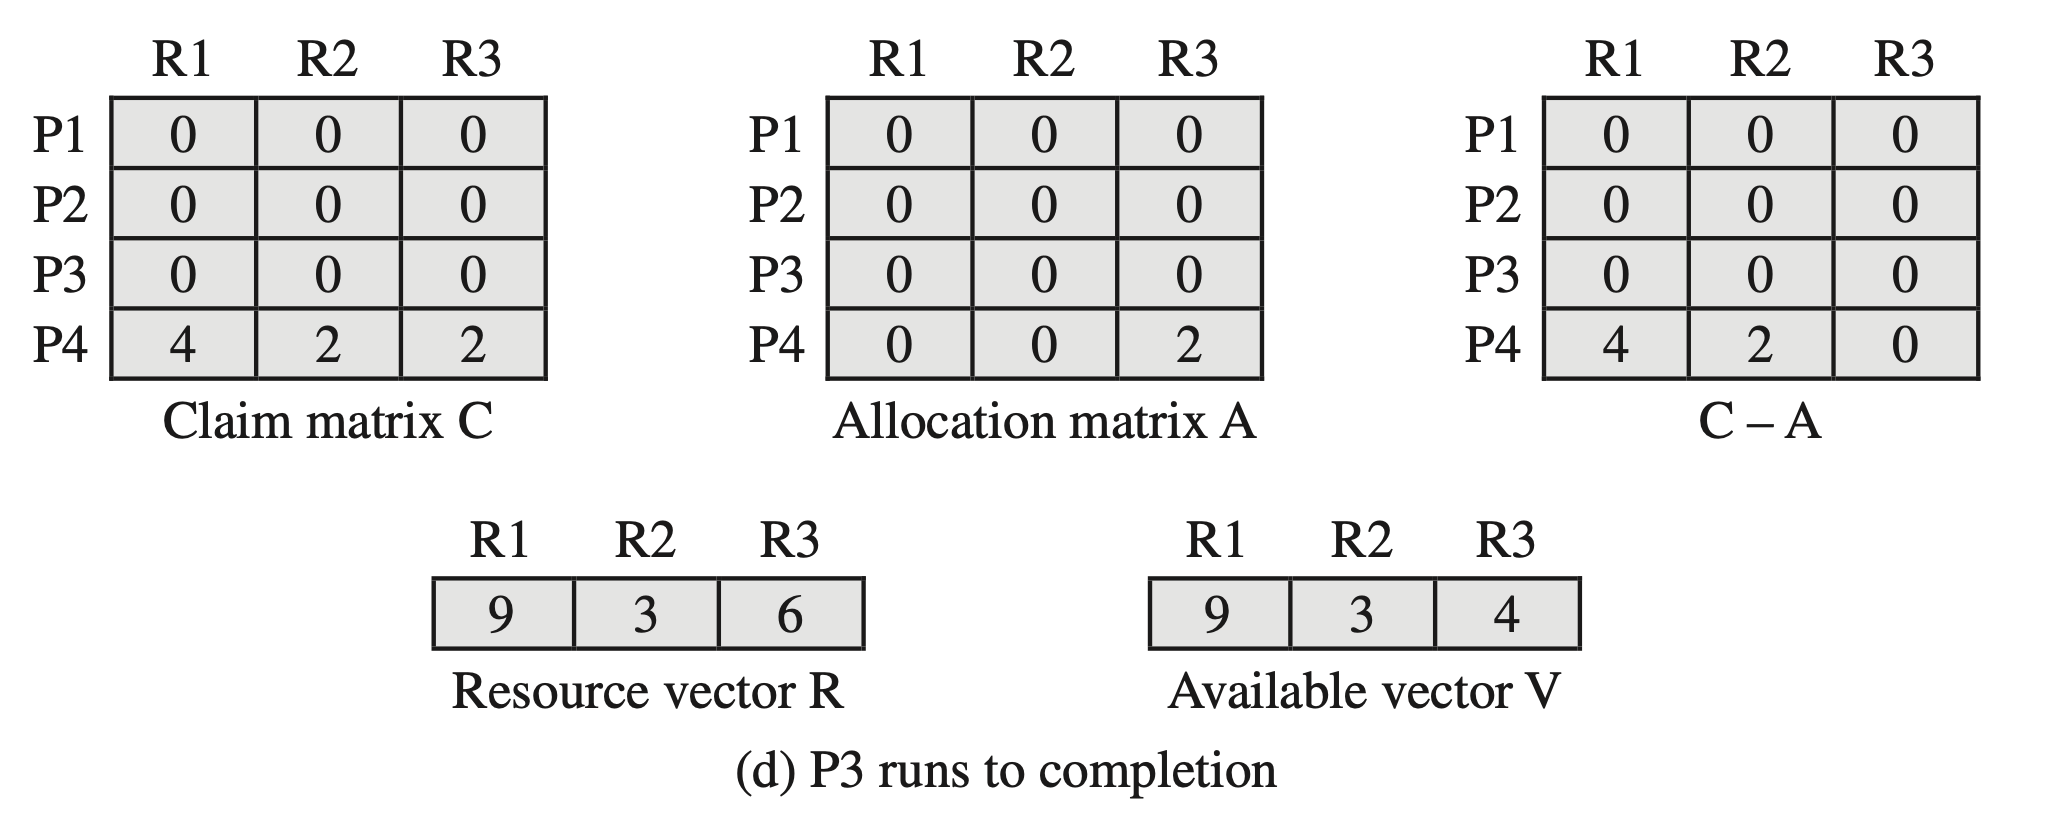 R1 R2 R3 R1 R2 R3 R1 R2 R3
P1 0 0 0 P1 0 0 0 P1 0 0 0
P2 0 0 0 P2 0 0 0 P2 0 0 0
P3 0 0 0 P3 0 0 0 P3 0 0 0
P4 4 2 2 P4 0 0 2 P4 4 2 0
Claim matrix C Allocation matrix A C – A
R1 R2 R3 R1 R2 R3
9 3 6 9 3 4
Resource vector R Available vector V
(d) P3 runs to completion